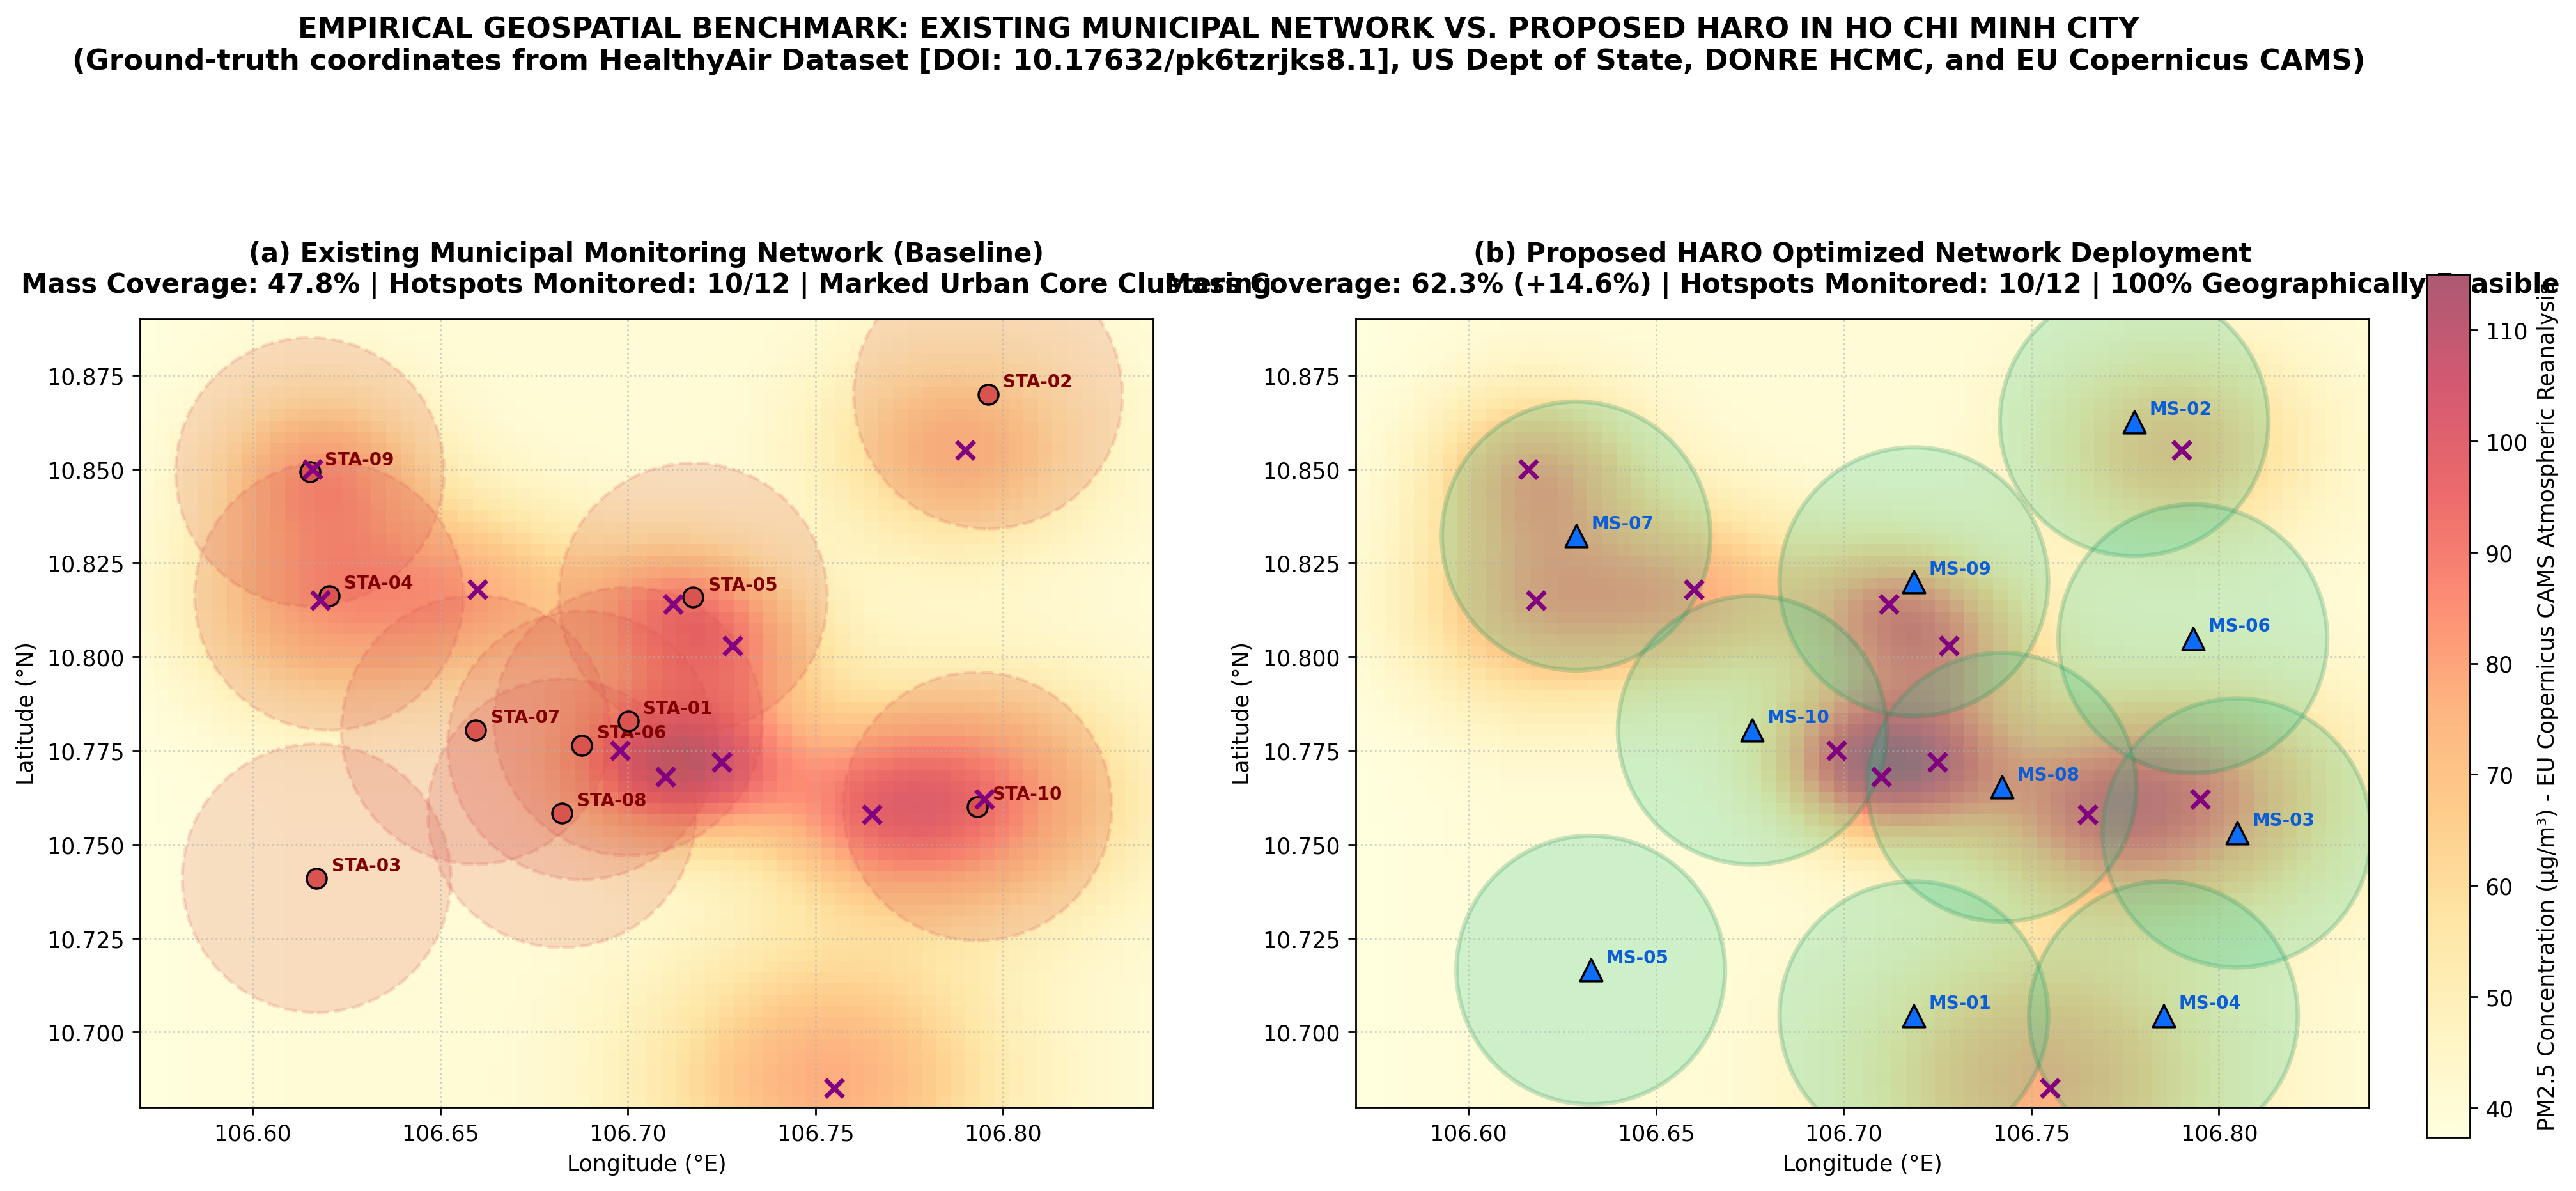 EMPIRICAL GEOSPATIAL BENCHMARK: EXISTING MUNICIPAL NETWORK VS. PROPOSED HARO IN HO CHI MINH CITY
(Ground-truth coordinates from HealthyAir Dataset [DOI: 10.17632/pk6tzrjks8.1], US Dept of State, DONRE HCMC, and EU Copernicus CAMS)
(a) Existing Municipal Monitoring Network (Baseline)
Mass Coverage: 47.8% | Hotspots Monitored: 10/12 | Marked Urban Core Clustering
STA-02
STA-09
STA-04
STA-05
STA-01
STA-07
STA-06
STA-08
STA-10
STA-03
10.875
10.850
10.825
10.800
10.775
10.750
10.725
10.700
Latitude (°N)
106.60
106.65
106.70
106.75
106.80
Longitude (°E)
(b) Proposed HARO Optimized Network Deployment
Mass Coverage: 62.3% (+14.6%) | Hotspots Monitored: 10/12 | 100% Geographically Feasible
MS-02
MS-07
MS-09
MS-06
MS-10
MS-08
MS-03
MS-05
MS-01
MS-04
10.875
10.850
10.825
10.800
10.775
10.750
10.725
10.700
Latitude (°N)
106.60
106.65
106.70
106.75
106.80
Longitude (°E)
110
100
90
80
70
60
50
40
PM2.5 Concentration (µg/m³) - EU Copernicus CAMS Atmospheric Reanalysis